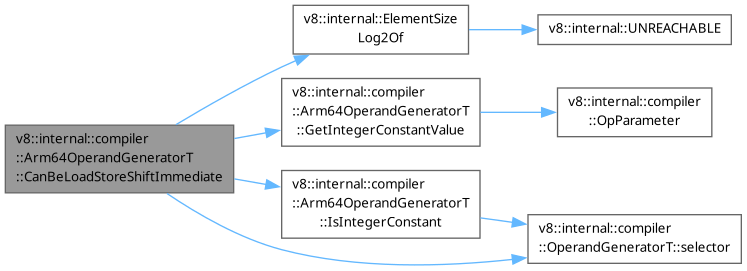 v8::internal::compiler
::Arm64OperandGeneratorT
::CanBeLoadStoreShiftImmediate
v8::internal::ElementSize
Log2Of
v8::internal::UNREACHABLE
v8::internal::compiler
::Arm64OperandGeneratorT
::GetIntegerConstantValue
v8::internal::compiler
::OpParameter
v8::internal::compiler
::Arm64OperandGeneratorT
::IsIntegerConstant
v8::internal::compiler
::OperandGeneratorT::selector